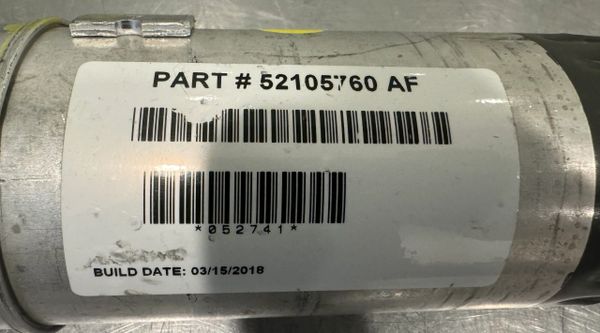 PART # 52105760 AF
*052741*
BUILD DATE: 03/15/2018